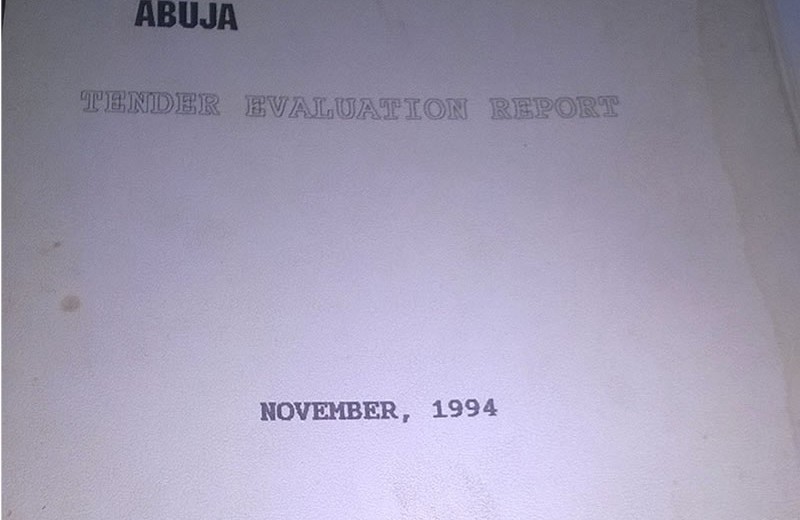 ABUJA
TENDER EVALUATION REPORT
NOVEMBER, 1994